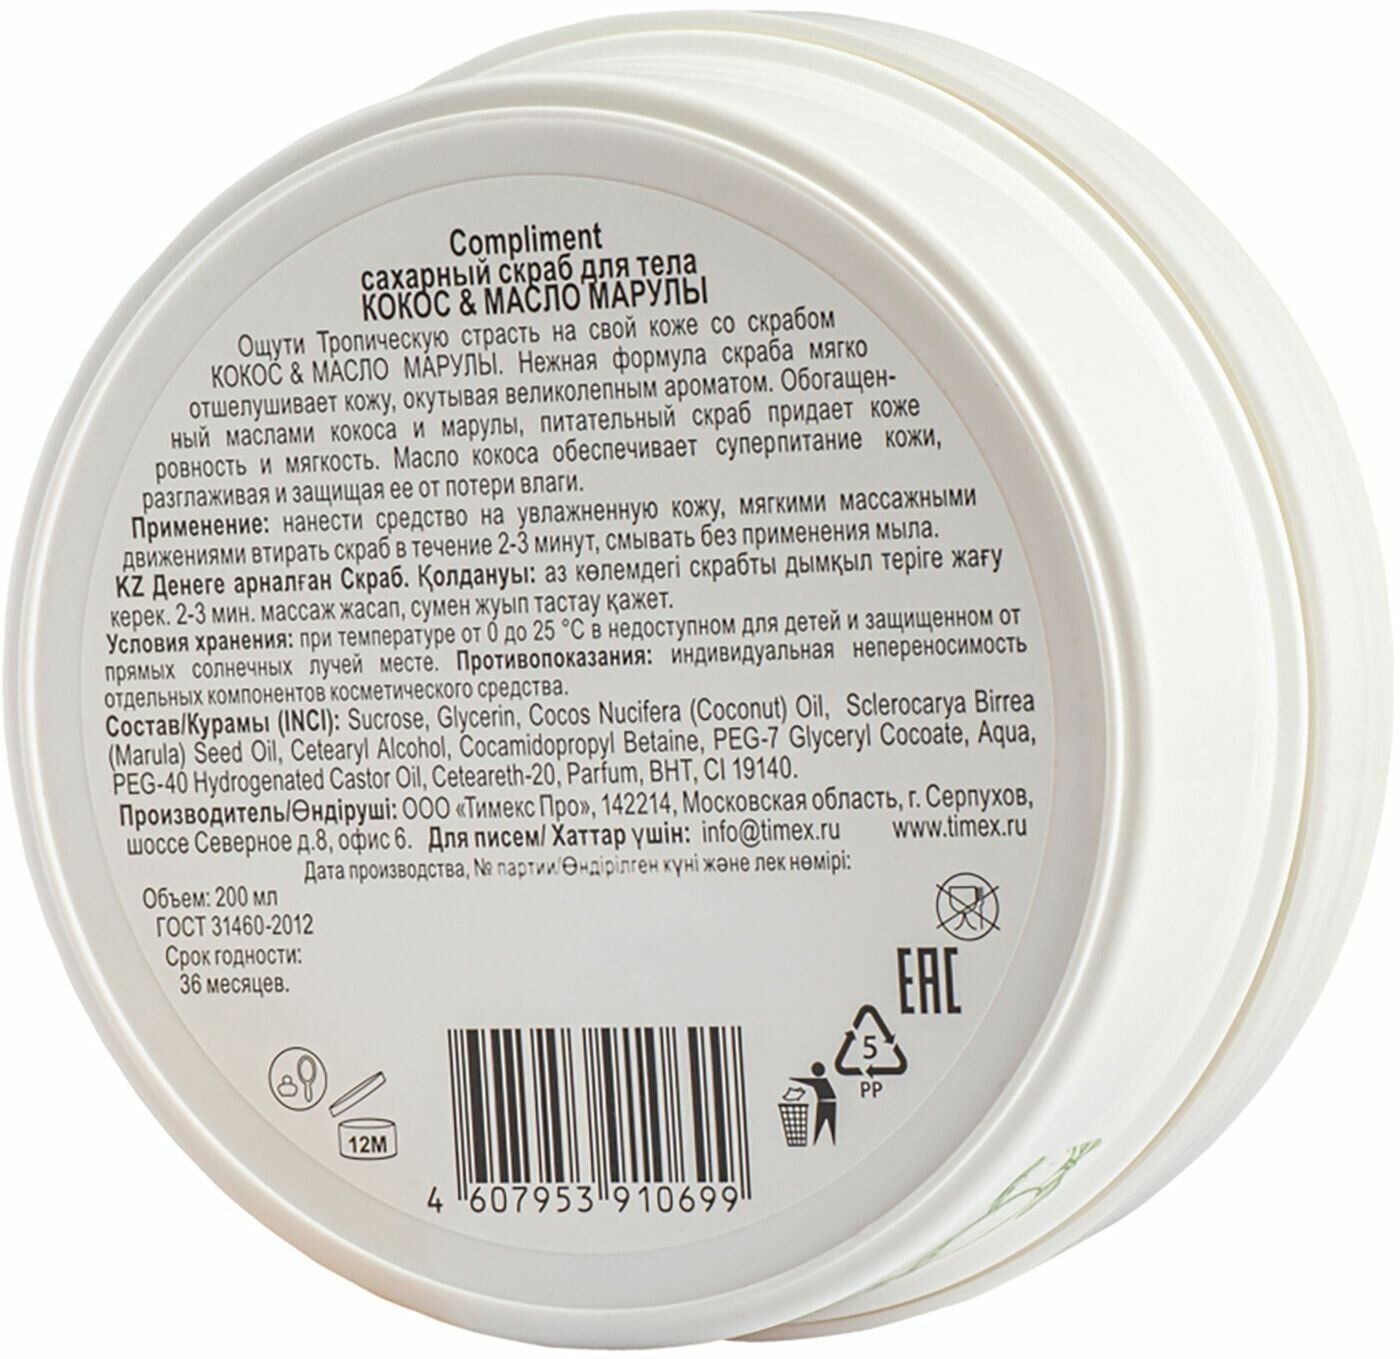 Compliment
сахарный скраб для тела
КОКОС & МАСЛО МАРУЛЫ
Ощути Тропическую страсть на свой коже со скрабом
КОКОС & МАСЛО МАРУЛЫ. Нежная формула скраба мягко
отшелушивает кожу, окутывая великолепным ароматом. Обогащен-
ный маслами кокоса и марулы, питательный скраб придает коже
ровность и мягкость. Масло кокоса обеспечивает суперпитание кожи,
разглаживая и защищая ее от потери влаги.
Применение: нанести средство на увлажненную кожу, мягкими массажными
движениями втирать скраб в течение 2-3 минут, смывать без применения мыла.
KZ Денеге арналған Скраб. Қолдануы: аз көлемдегі скрабты дымқыл теріге жағу
керек. 2-3 мин. массаж жасап, сумен жуып тастау қажет.
Условия хранения: при температуре от 0 до 25 °С в недоступном для детей и защищенном от
прямых солнечных лучей месте. Противопоказания: индивидуальная непереносимость
отдельных компонентов косметического средства.
Состав/Курамы (INCI): Sucrose, Glycerin, Cocos Nucifera (Coconut) Oil, Sclerocarya Birrea
(Marula) Seed Oil, Cetearyl Alcohol, Cocamidopropyl Betaine, PEG-7 Glyceryl Cocoate, Aqua,
PEG-40 Hydrogenated Castor Oil, Ceteareth-20, Parfum, BHT, CI 19140.
Производитель/Өндіруші: ООО «Тимекс Про», 142214, Московская область, г. Серпухов,
шоссе Северное д.8, офис 6. Для писем/ Хаттар үшін: info@timex.ru www.timex.ru
Дата производства, № партии/Өндірілген күні және лек нөмірі:
Объем: 200 мл
ГОСТ 31460-2012
Срок годности:
36 месяцев.
EAC
5
PP
12M
4 607953 910699